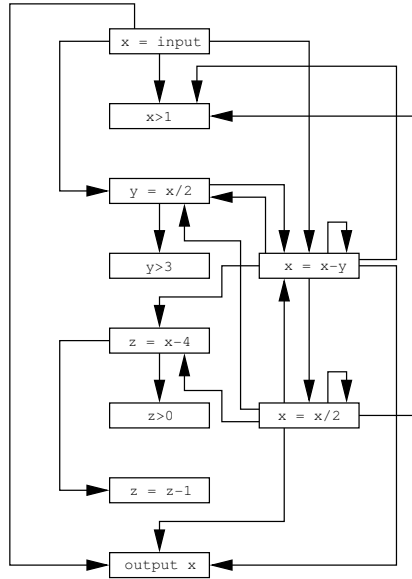 x = input
x>1
y = x/2
y>3
x = x-y
z = x-4
z>0
x = x/2
z = z-1
output x